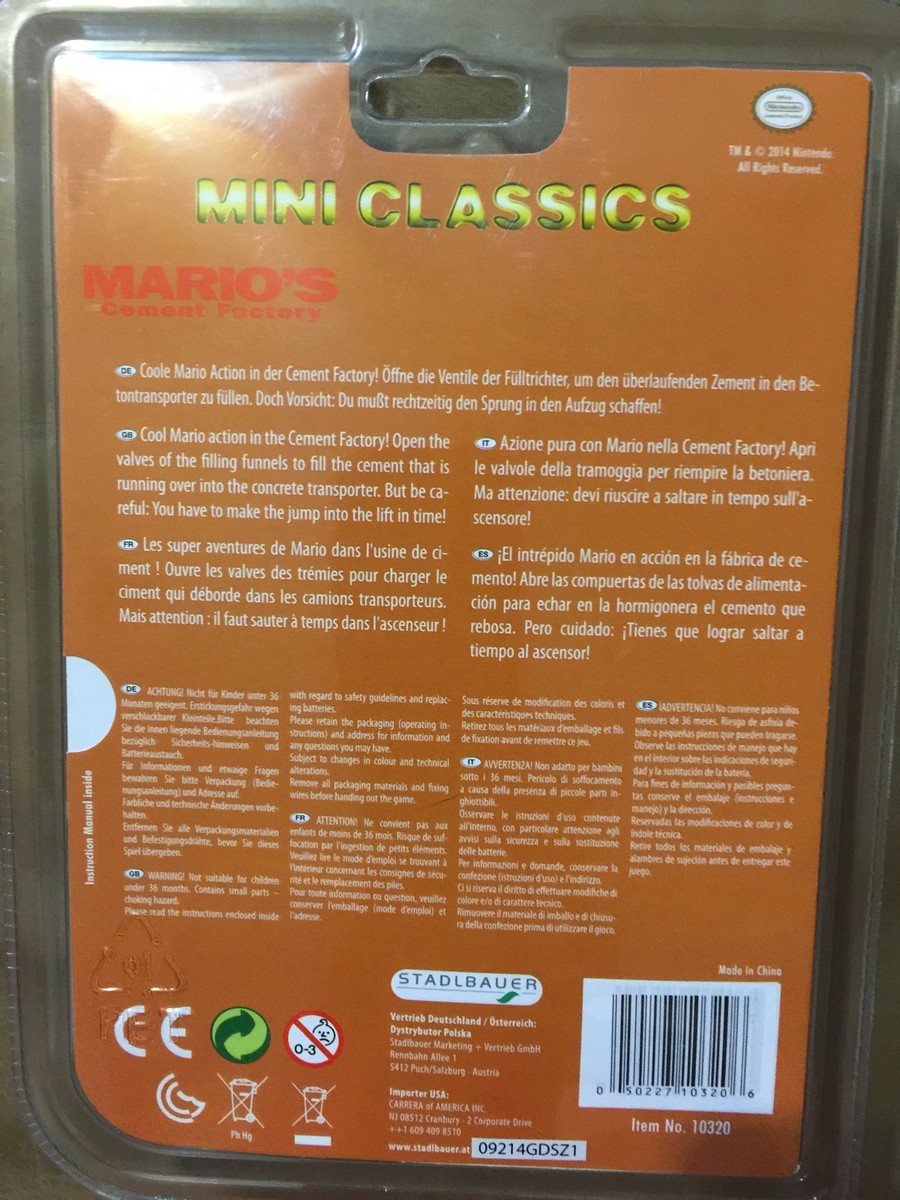 Official
Nintendo
Licensed Product
TM & © 2014 Nintendo.
All Rights Reserved.
MINI CLASSICS
MARIO'S
Cement Factory
DE Coole Mario Action in der Cement Factory! Öffne die Ventile der Fülltrichter, um den überlaufenden Zement in den Be-
tontransporter zu füllen. Doch Vorsicht: Du mußt rechtzeitig den Sprung in den Aufzug schaffen!
GB Cool Mario action in the Cement Factory! Open the
valves of the filling funnels to fill the cement that is
running over into the concrete transporter. But be ca-
reful: You have to make the jump into the lift in time!
FR Les super aventures de Mario dans l'usine de ci-
ment ! Ouvre les valves des trémies pour charger le
ciment qui déborde dans les camions transporteurs.
Mais attention : il faut sauter à temps dans l'ascenseur !
IT Azione pura con Mario nella Cement Factory! Apri
le valvole della tramoggia per riempire la betoniera.
Ma attenzione: devi riuscire a saltare in tempo sull'a-
scensore!
ES ¡El intrépido Mario en acción en la fábrica de ce-
mento! Abre las compuertas de las tolvas de alimenta-
ción para echar en la hormigonera el cemento que
rebosa. Pero cuidado: ¡Tienes que lograr saltar a
tiempo al ascensor!
Instruction Manual Inside
DE ACHTUNG! Nicht für Kinder unter 36
Monaten geeignet. Erstickungsgefahr wegen
verschluckbarer Kleinteile.Bitte beachten
Sie die innen liegende Bedienungsanleitung
bezüglich Sicherheits-hinweisen und
Batterieaustauch.
Für Informationen und etwaige Fragen
bewahren Sie bitte Verpackung (Bedie-
nungsanleitung) und Adresse auf.
Farbliche und technische Änderungen vorbe-
halten.
Entfernen Sie alle Verpackungsmaterialien
und Befestigungsdrähte, bevor Sie dieses
Spiel übergeben.
GB WARNING! Not suitable for children
under 36 months. Contains small parts –
choking hazard.
Please read the instructions enclosed inside
with regard to safety guidelines and replac-
ing batteries.
Please retain the packaging (operating in-
structions) and address for information and
any questions you may have.
Subject to changes in colour and technical
alterations.
Remove all packaging materials and fixing
wires before handing out the game.
FR ATTENTION! Ne convient pas aux
enfants de moins de 36 mois. Risque de suf-
focation par l'ingestion de petits éléments.
Veuillez lire le mode d'emploi se trouvant à
l'intérieur concernant les consignes de sécu-
rité et le remplacement des piles.
Pour toute information ou question, veuillez
conserver l'emballage (mode d'emploi) et
l'adresse.
Sous réserve de modification des coloris et
des caractéristiques techniques.
Retirez tous les matériaux d'emballage et fils
de fixation avant de remettre ce jeu.
IT AVVERTENZA! Non adatto per bambini
sotto i 36 mesi. Pericolo di soffocamento
a causa della presenza di piccole parti in-
ghiottibili.
Osservare le istruzioni d'uso contenute
all'interno, con particolare attenzione agli
avvisi sulla sicurezza e sulla sostituzione
delle batterie.
Per informazioni e domande, conservare la
confezione (istruzioni d'uso) e l'indirizzo.
Ci si riserva il diritto di effettuare modifiche di
colore e/o di carattere tecnico.
Rimuovere il materiale di imballo e di chiusu-
ra della confezione prima di utilizzare il gioco.
ES ¡ADVERTENCIA! No conviene para niños
menores de 36 meses. Riesgo de asfixia de-
bido a pequeñas piezas que pueden tragarse.
Observe las instrucciones de manejo que hay
en el interior sobre las indicaciones de seguri-
dad y la sustitución de la batería.
Para fines de información y posibles pregun-
tas conserve el embalaje (instrucciones e
manejo) y la dirección.
Reservadas las modificaciones de color y de
índole técnica.
Retire todos los materiales de embalaje y
alambres de sujeción antes de entregar este
juego.
01
PET
CE
0-3
Pb Hg
STADLBAUER
Vertrieb Deutschland / Österreich:
Dystrybutor Polska
Stadlbauer Marketing + Vertrieb GmbH
Rennbahn Allee 1
5412 Puch/Salzburg - Austria
Importer USA:
CARRERA of AMERICA INC.
NJ 08512 Cranbury - 2 Corporate Drive
++1 609 409 8510
www.stadlbauer.at 09214GDSZ1
Made in China
0 50227 10320 6
Item No. 10320